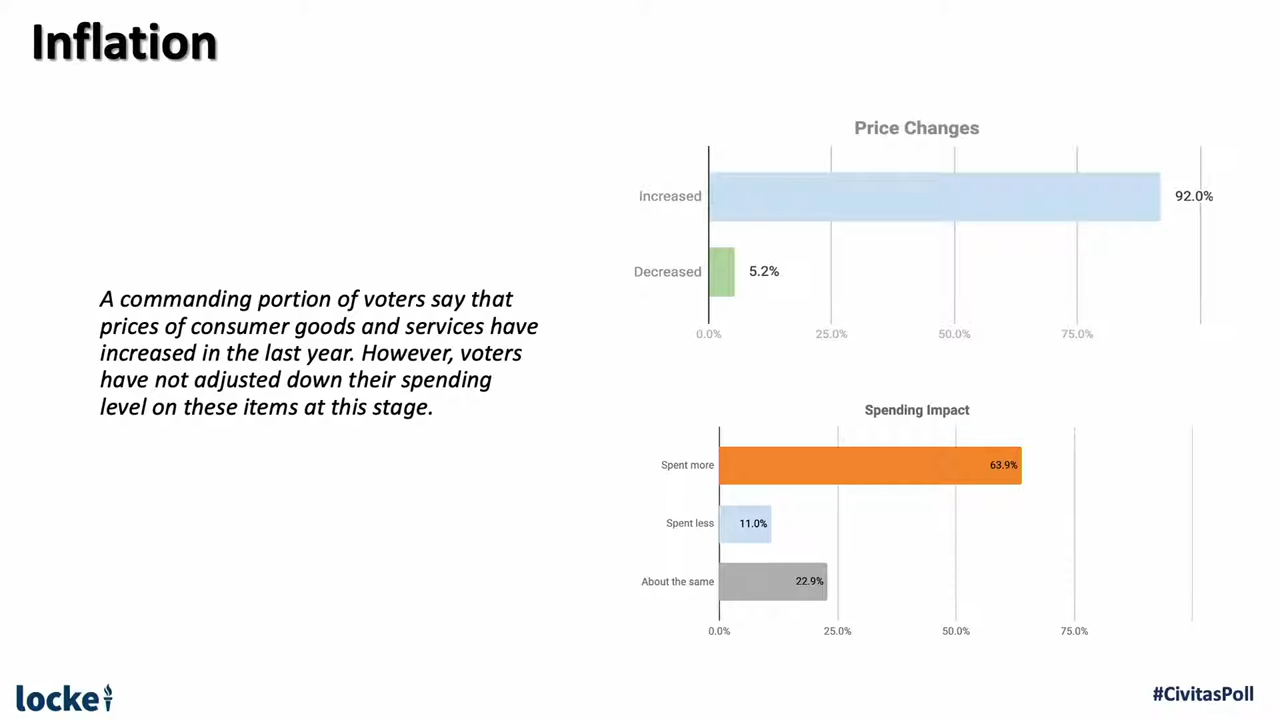 Inflation
A commanding portion of voters say that
prices of consumer goods and services have
increased in the last year. However, voters
have not adjusted down their spending
level on these items at this stage.
Price Changes
Increased 92.0%
Decreased 5.2%
0.0% 25.0% 50.0% 75.0%
Spending Impact
Spent more 63.9%
Spent less 11.0%
About the same 22.9%
0.0% 25.0% 50.0% 75.0%
locke
#CivitasPoll